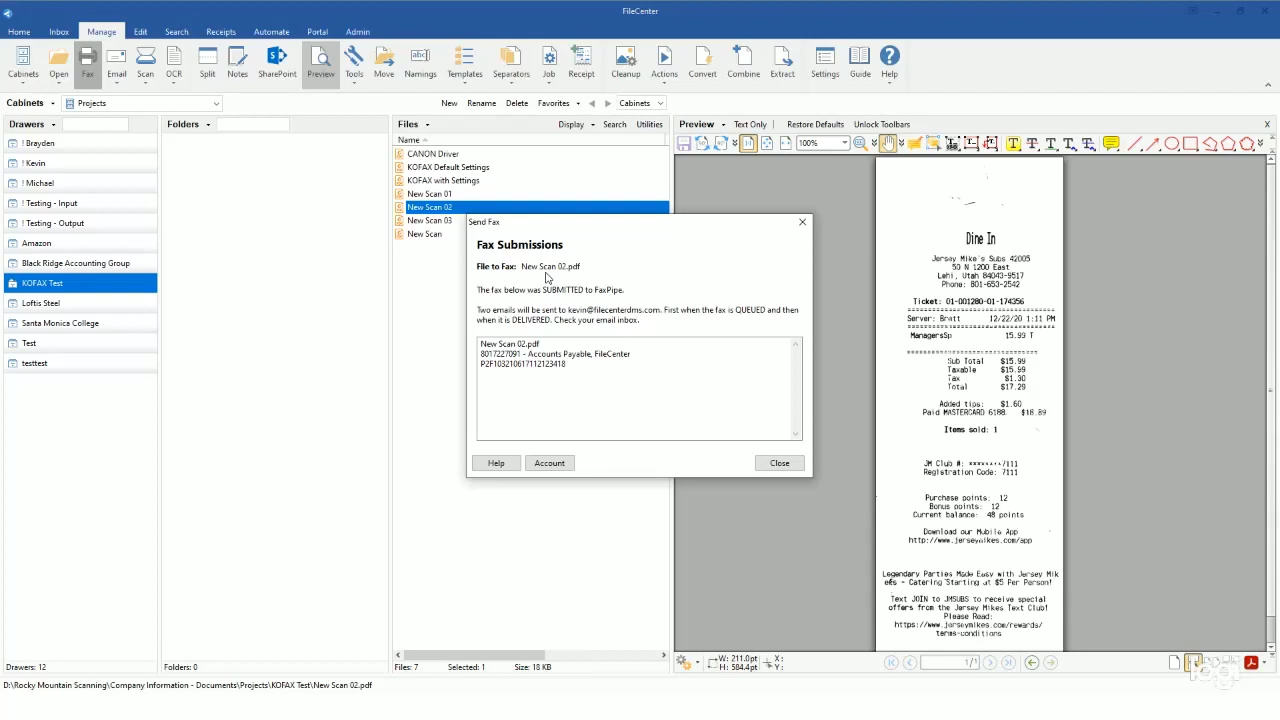 FileCenter
Home Inbox Manage Edit Search Receipts Automate Portal Admin
Cabinets Open Fax Email Scan OCR Split Notes SharePoint Preview Tools Move Namings Templates Separators Job Receipt Cleanup Actions Convert Combine Extract Settings Guide Help
Cabinets Projects New Rename Delete Favorites Cabinets
Drawers
! Brayden
! Kevin
! Michael
! Testing - Input
! Testing - Output
Amazon
Black Ridge Accounting Group
KOFAX Test
Loftis Steel
Santa Monica College
Test
testtest
Drawers: 12
Folders
Folders: 0
Files Display Search Utilities
Name
CANON Driver
KOFAX Default Settings
KOFAX with Settings
New Scan 01
New Scan 02
New Scan 03
New Scan
Files: 7 Selected: 1 Size: 18 KB
Send Fax
Fax Submissions
File to Fax: New Scan 02.pdf
The fax below was SUBMITTED to FaxPipe.
Two emails will be sent to kevin@filecenterdms.com. First when the fax is QUEUED and then
when it is DELIVERED. Check your email inbox.
New Scan 02.pdf
8017227091 - Accounts Payable, FileCenter
P2F103210617112123418
Help Account Close
Preview Text Only Restore Defaults Unlock Toolbars X
100%
Dine In
Jersey Mike's Subs 42005
50 N 1200 East
Lehi, Utah 84043-9517
Phone: 801-653-2542
Ticket: 01-001280-01-174356
Server: Brett 12/22/20 1:11 PM
ManagersSp 15.99 T
Sub Total $15.99
Taxable $15.99
Tax $1.30
Total $17.29
Added tips: $1.60
Paid MASTERCARD 6188 $18.89
Items sold: 1
JM Club #: *******7111
Registration Code: 7111
Purchase points: 12
Bonus points: 12
Current balance: 48 points
Download our Mobile App
http://www.jerseymikes.com/app
Legendary Parties Made Easy with Jersey Mik
es - Catering Starting at $5 Per Person!
Text JOIN to JMSUBS to receive special
offers from the Jersey Mikes Text Club!
Please Read:
https://www.jerseymikes.com/rewards/
terms-conditions
W: 211.0pt X:
H: 584.4pt Y:
1/1
D:\Rocky Mountain Scanning\Company Information - Documents\Projects\KOFAX Test\New Scan 02.pdf